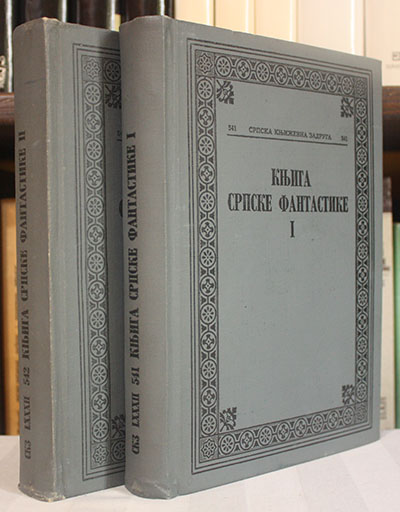 541 СРПСКА КЊИЖЕВНА ЗАДРУГА 541
КЊИГА
СРПСКЕ ФАНТАСТИКЕ
I
СКЗ LXXXII 541 КЊИГА СРПСКЕ ФАНТАСТИКЕ I
СКЗ LXXXII 542 КЊИГА СРПСКЕ ФАНТАСТИКЕ II